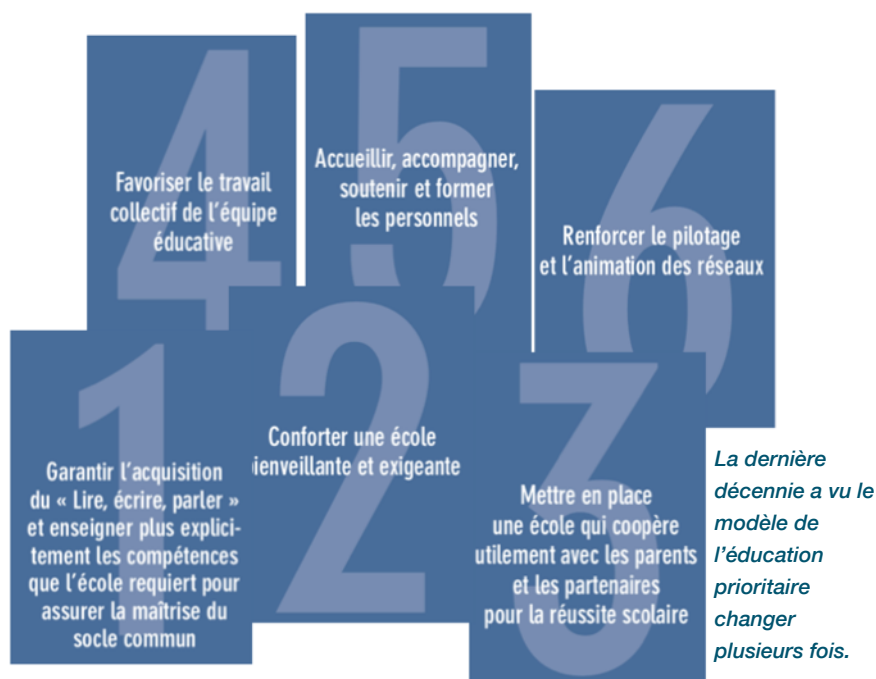 4
Favoriser le travail
collectif de l'équipe
éducative
5
Accueillir, accompagner,
soutenir et former
les personnels
6
Renforcer le pilotage
et l'animation des réseaux
1
Garantir l'acquisition
du « Lire, écrire, parler »
et enseigner plus explici-
tement les compétences
que l'école requiert pour
assurer la maîtrise du
socle commun
2
Conforter une école
ienveillante et exigeante
3
Mettre en place
une école qui coopère
utilement avec les parents
et les partenaires
pour la réussite scolaire
La dernière
décennie a vu le
modèle de
l'éducation
prioritaire
changer
plusieurs fois.